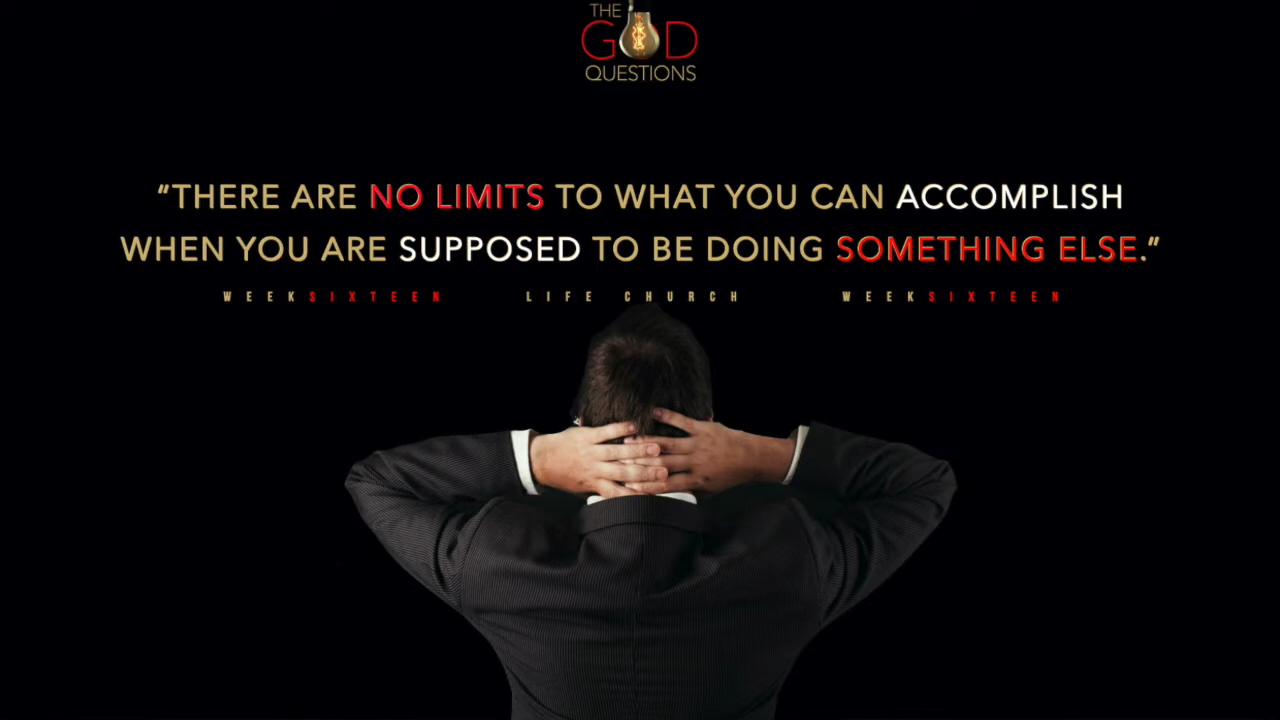 THE
GOD
QUESTIONS
“THERE ARE NO LIMITS TO WHAT YOU CAN ACCOMPLISH
WHEN YOU ARE SUPPOSED TO BE DOING SOMETHING ELSE.”
WEEKSIXTEEN LIFE CHURCH WEEKSIXTEEN